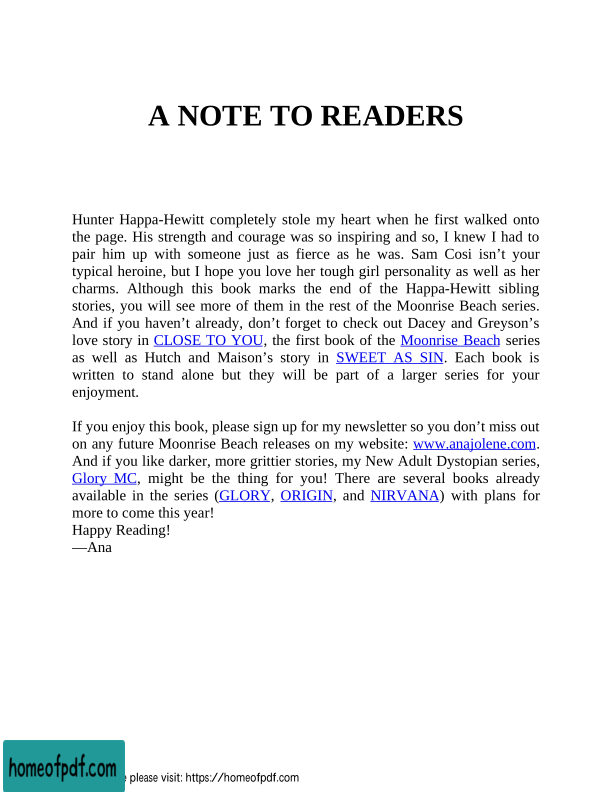 A NOTE TO READERS
Hunter Happa-Hewitt completely stole my heart when he first walked onto
the page. His strength and courage was so inspiring and so, I knew I had to
pair him up with someone just as fierce as he was. Sam Cosi isn’t your
typical heroine, but I hope you love her tough girl personality as well as her
charms. Although this book marks the end of the Happa-Hewitt sibling
stories, you will see more of them in the rest of the Moonrise Beach series.
And if you haven’t already, don’t forget to check out Dacey and Greyson’s
love story in CLOSE TO YOU, the first book of the Moonrise Beach series
as well as Hutch and Maison’s story in SWEET AS SIN. Each book is
written to stand alone but they will be part of a larger series for your
enjoyment.
If you enjoy this book, please sign up for my newsletter so you don’t miss out
on any future Moonrise Beach releases on my website: www.anajolene.com.
And if you like darker, more grittier stories, my New Adult Dystopian series,
Glory MC, might be the thing for you! There are several books already
available in the series (GLORY, ORIGIN, and NIRVANA) with plans for
more to come this year!
Happy Reading!
—Ana
homeofpdf.com
e please visit: https://homeofpdf.com